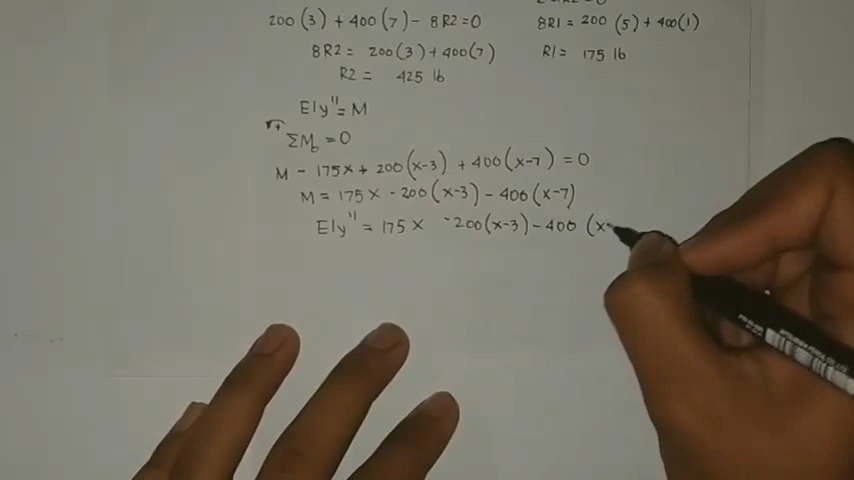 200(3) + 400(7) - 8R2 = 0
8R2 = 200(3) + 400(7)
R2 = 425 lb
8R1 = 200(5) + 400(1)
R1 = 175 lb
EIy" = M
ΣM = 0
M - 175x + 200(x-3) + 400(x-7) = 0
M = 175x - 200(x-3) - 400(x-7)
EIy" = 175x -200(x-3) - 400 (x-